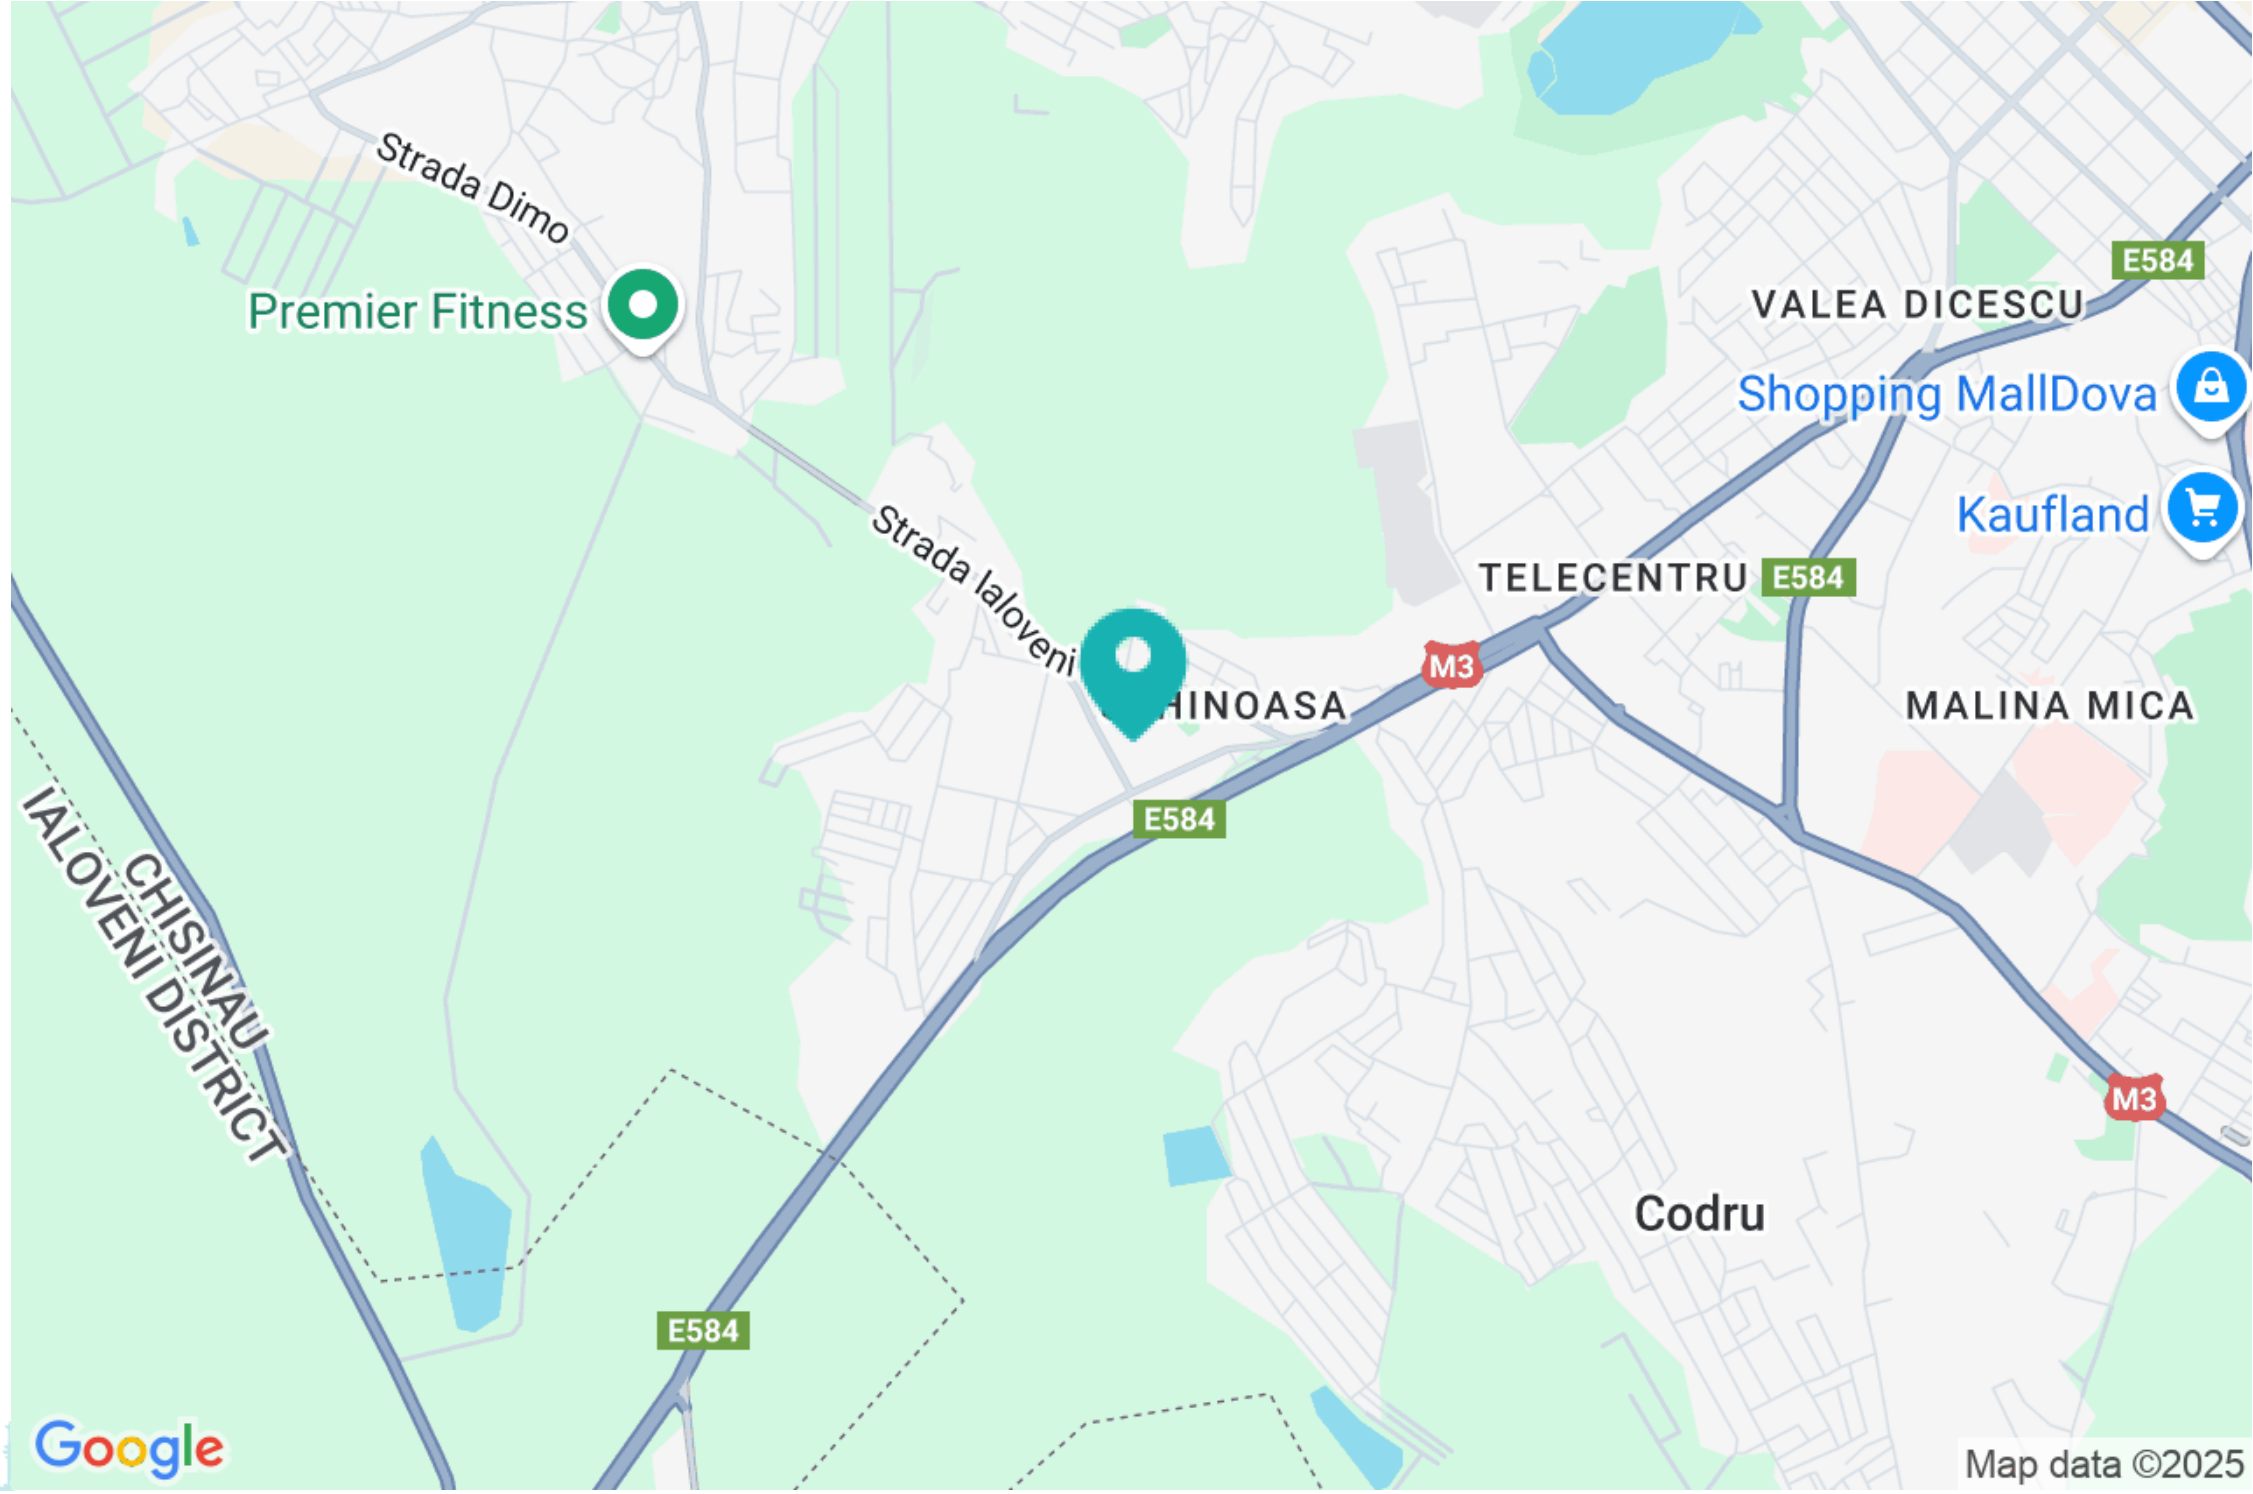 Strada Dimo
E584
Premier Fitness
VALEA DICESCU
Shopping MallDova
Kaufland
Strada Ialoveni
TELECENTRU
E584
M3
HINOASA
MALINA MICA
E584
CHISINAU
IALOVENI DISTRICT
M3
Codru
E584
Google
Map data ©2025